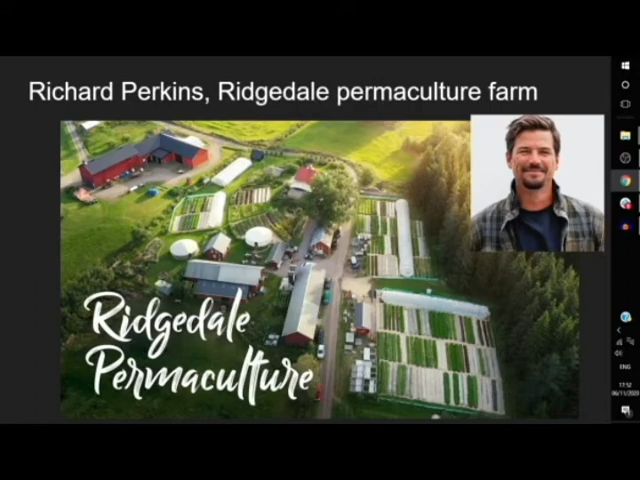 Richard Perkins, Ridgedale permaculture farm
Ridgedale
Permaculture
ENG
17:52
06/11/2020